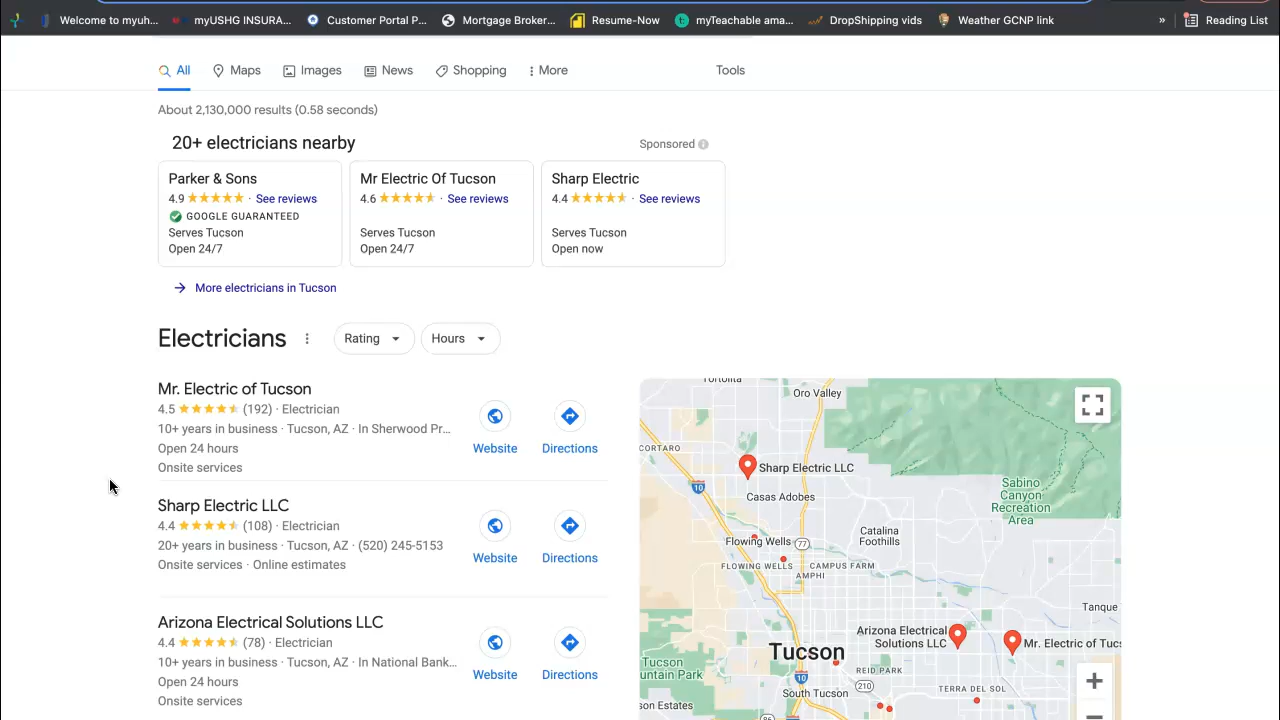 Welcome to myuh...
myUSHG INSURA...
Customer Portal P...
Mortgage Broker...
Resume-Now
myTeachable ama...
DropShipping vids
Weather GCNP link
»
Reading List
All
Maps
Images
News
Shopping
More
Tools
About 2,130,000 results (0.58 seconds)
20+ electricians nearby
Sponsored
Parker & Sons
4.9 · See reviews
GOOGLE GUARANTEED
Serves Tucson
Open 24/7
Mr Electric Of Tucson
4.6 · See reviews
Serves Tucson
Open 24/7
Sharp Electric
4.4 · See reviews
Serves Tucson
Open now
More electricians in Tucson
Electricians
Rating
Hours
Mr. Electric of Tucson
4.5 (192) · Electrician
10+ years in business · Tucson, AZ · In Sherwood Pr...
Open 24 hours
Onsite services
Website
Directions
Sharp Electric LLC
4.4 (108) · Electrician
20+ years in business · Tucson, AZ · (520) 245-5153
Onsite services · Online estimates
Website
Directions
Arizona Electrical Solutions LLC
4.4 (78) · Electrician
10+ years in business · Tucson, AZ · In National Bank...
Open 24 hours
Onsite services
Website
Directions
Tortolita
Oro Valley
CORTARO
Sharp Electric LLC
10
Casas Adobes
Sabino
Canyon
Recreation
Area
Catalina
Foothills
Flowing Wells
77
FLOWING WELLS
CAMPUS FARM
AMPHI
Tanque
Arizona Electrical
Solutions LLC
Mr. Electric of Tucs
Tucson
REID PARK
Tucson
untain Park
10
210
TERRA DEL SOL
South Tucson
son Estates
86